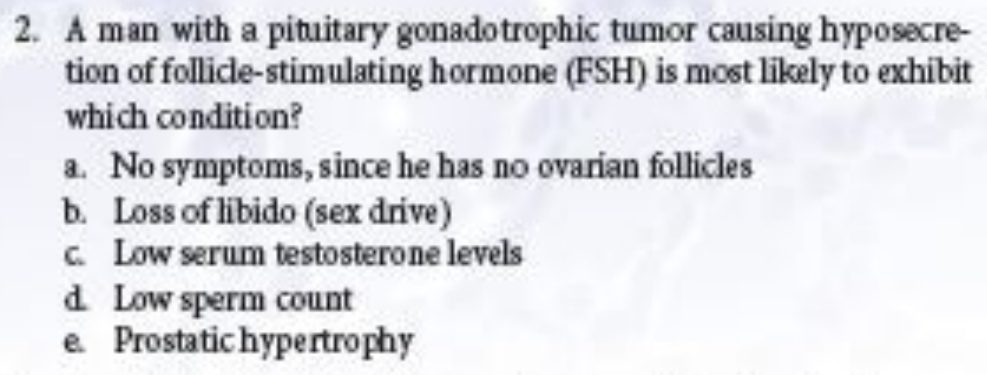 2. A man with a pituitary gonadotrophic tumor causing hyposecre-
tion of follicle-stimulating hormone (FSH) is most likely to exhibit
which condition?
a. No symptoms, since he has no ovarian follicles
b. Loss of libido (sex drive)
c. Low serum testosterone levels
d. Low sperm count
e. Prostatic hypertrophy